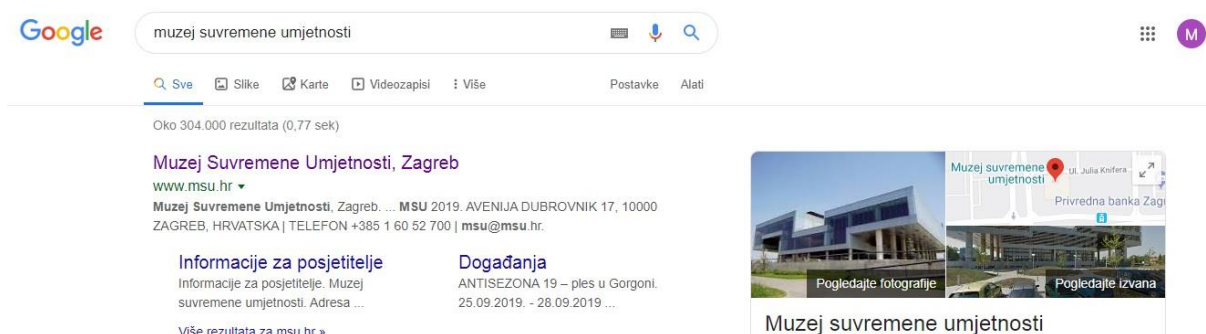 Google
muzej suvremene umjetnosti
M
Sve Slike Karte Videozapisi Više Postavke Alati
Oko 304.000 rezultata (0,77 sek)
Muzej Suvremene Umjetnosti, Zagreb
www.msu.hr
Muzej Suvremene Umjetnosti, Zagreb. ... MSU 2019. AVENIJA DUBROVNIK 17, 10000
ZAGREB, HRVATSKA | TELEFON +385 1 60 52 700 | msu@msu.hr.
Informacije za posjetitelje
Informacije za posjetitelje. Muzej
suvremene umjetnosti. Adresa ...
Događanja
ANTISEZONA 19 – ples u Gorgoni.
25.09.2019. - 28.09.2019 ...
Više rezultata za msu.hr »
Muzej suvremene
umjetnosti
Ul. Julia Knifera
Privredna banka Zagr
Pogledajte fotografije
Pogledajte izvana
Muzej suvremene umjetnosti